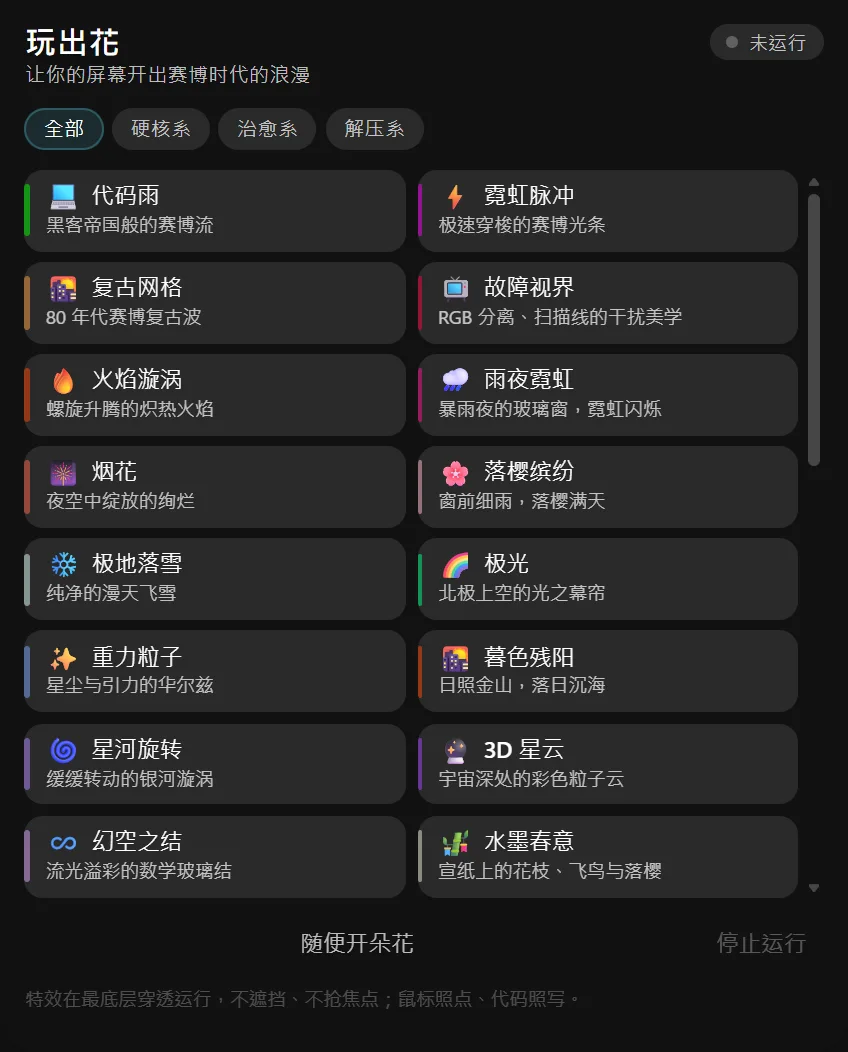 玩出花
未运行
让你的屏幕开出赛博时代的浪漫
全部
硬核系
治愈系
解压系
代码雨
黑客帝国般的赛博流
霓虹脉冲
极速穿梭的赛博光条
复古网格
80 年代赛博复古波
故障视界
RGB 分离、扫描线的干扰美学
火焰漩涡
螺旋升腾的炽热火焰
雨夜霓虹
暴雨夜的玻璃窗，霓虹闪烁
烟花
夜空中绽放的绚烂
落樱缤纷
窗前细雨，落樱满天
极地落雪
纯净的漫天飞雪
极光
北极上空的光之幕帘
重力粒子
星尘与引力的华尔兹
暮色残阳
日照金山，落日沉海
星河旋转
缓缓转动的银河漩涡
3D 星云
宇宙深处的彩色粒子云
幻空之结
流光溢彩的数学玻璃结
水墨春意
宣纸上的花枝、飞鸟与落樱
随便开朵花
停止运行
特效在最底层穿透运行，不遮挡、不抢焦点；鼠标照点、代码照写。